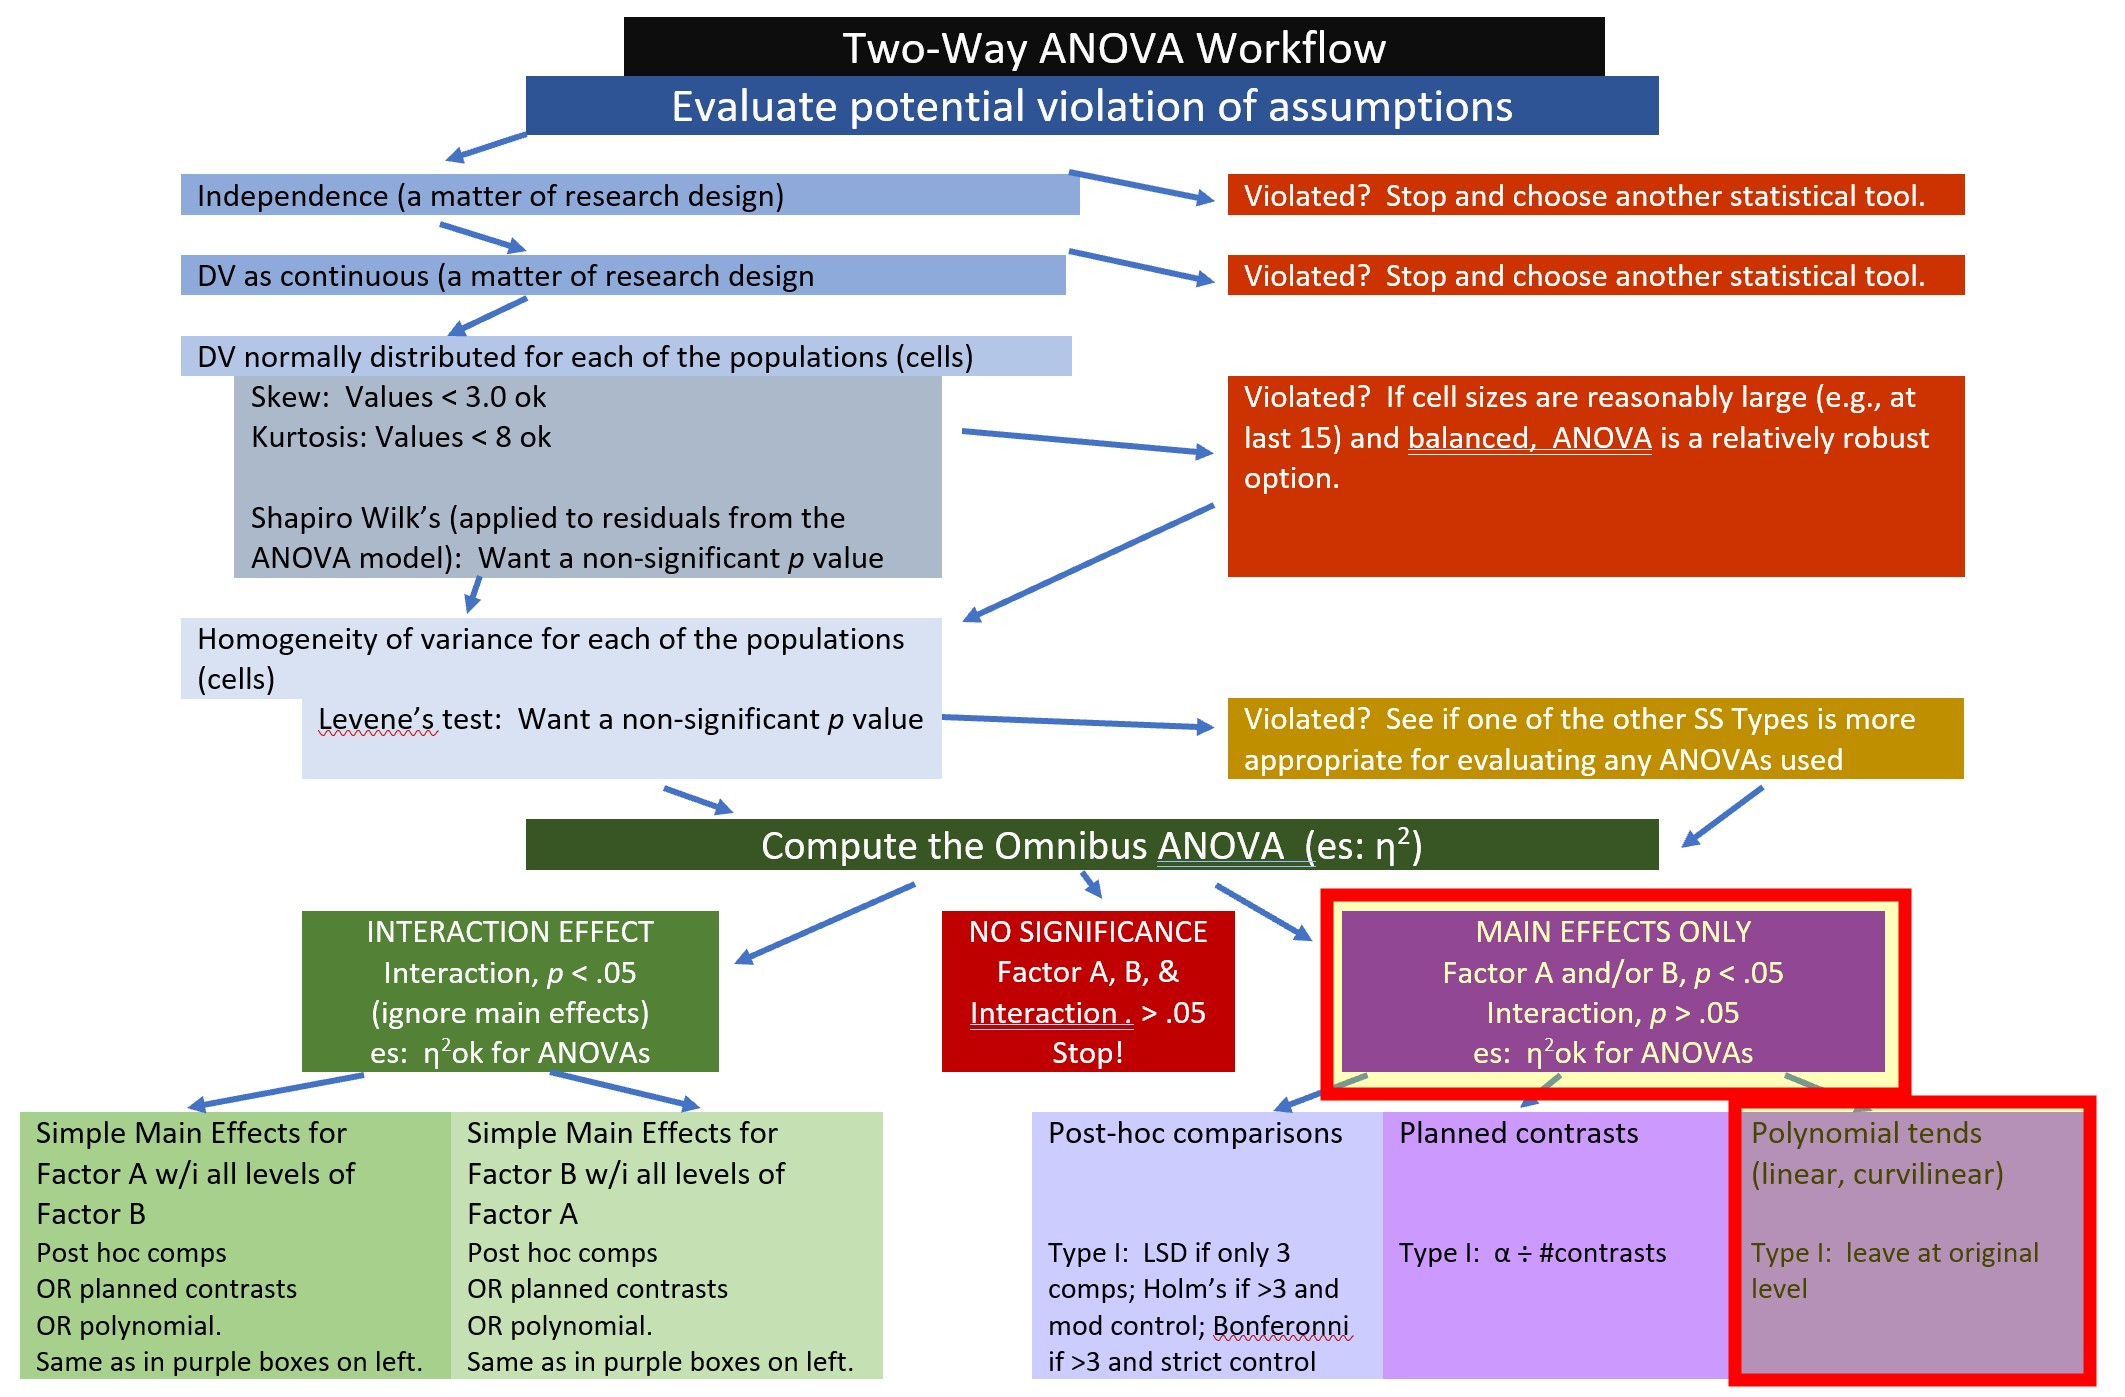 Two-Way ANOVA Workflow
Evaluate potential violation of assumptions
Independence (a matter of research design)
Violated?  Stop and choose another statistical tool.
DV as continuous (a matter of research design
Violated?  Stop and choose another statistical tool.
DV normally distributed for each of the populations (cells)
Skew:  Values < 3.0 ok
Kurtosis: Values < 8 ok
Shapiro Wilk’s (applied to residuals from the
ANOVA model):  Want a non-significant p value
Violated?  If cell sizes are reasonably large (e.g., at
last 15) and balanced,  ANOVA is a relatively robust
option.
Homogeneity of variance for each of the populations
(cells)
Levene’s test:  Want a non-significant p value
Violated?  See if one of the other SS Types is more
appropriate for evaluating any ANOVAs used
Compute the Omnibus ANOVA  (es: η²)
INTERACTION EFFECT
Interaction, p < .05
(ignore main effects)
es:  η²ok for ANOVAs
NO SIGNIFICANCE
Factor A, B, &
Interaction . > .05
Stop!
MAIN EFFECTS ONLY
Factor A and/or B, p < .05
Interaction, p > .05
es:  η²ok for ANOVAs
Simple Main Effects for
Factor A w/i all levels of
Factor B
Post hoc comps
OR planned contrasts
OR polynomial.
Same as in purple boxes on left.
Simple Main Effects for
Factor B w/i all levels of
Factor A
Post hoc comps
OR planned contrasts
OR polynomial.
Same as in purple boxes on left.
Post-hoc comparisons
Type I:  LSD if only 3
comps; Holm’s if >3 and
mod control; Bonferonni
if >3 and strict control
Planned contrasts
Type I:  α ÷ #contrasts
Polynomial tends
(linear, curvilinear)
Type I:  leave at original
level